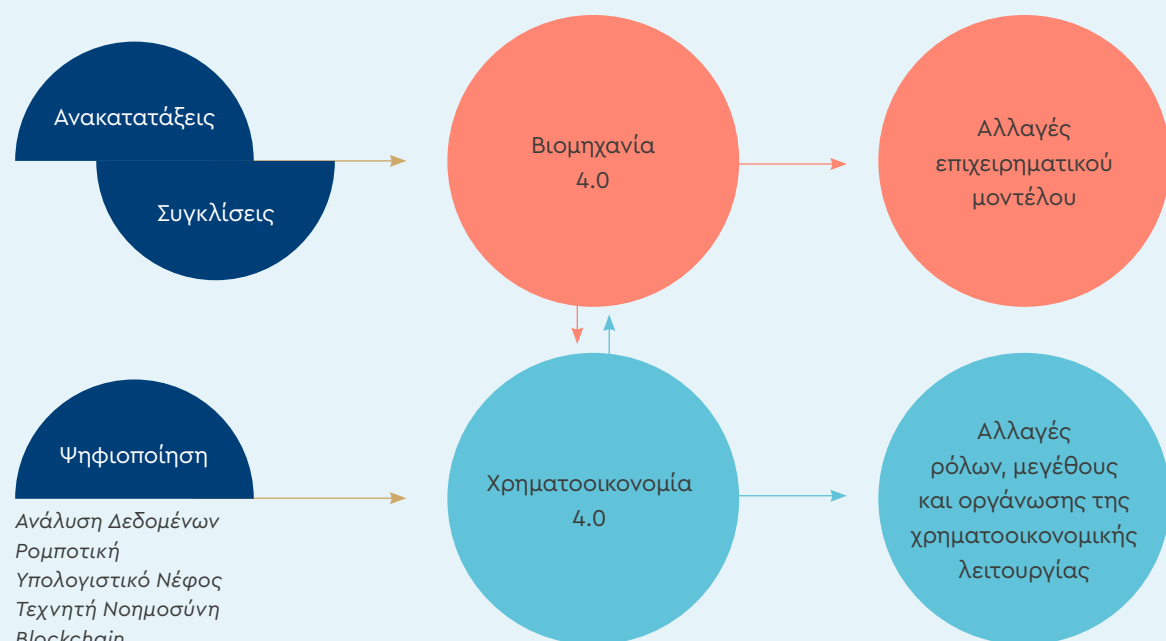 Ανακατατάξεις
Συγκλίσεις
Βιομηχανία
4.0
Αλλαγές
επιχειρηματικού
μοντέλου
Ψηφιοποίηση
Ανάλυση Δεδομένων
Ρομποτική
Υπολογιστικό Νέφος
Τεχνητή Νοημοσύνη
Blockchain
Χρηματοοικονομία
4.0
Αλλαγές
ρόλων, μεγέθους
και οργάνωσης της
χρηματοοικονομικής
λειτουργίας